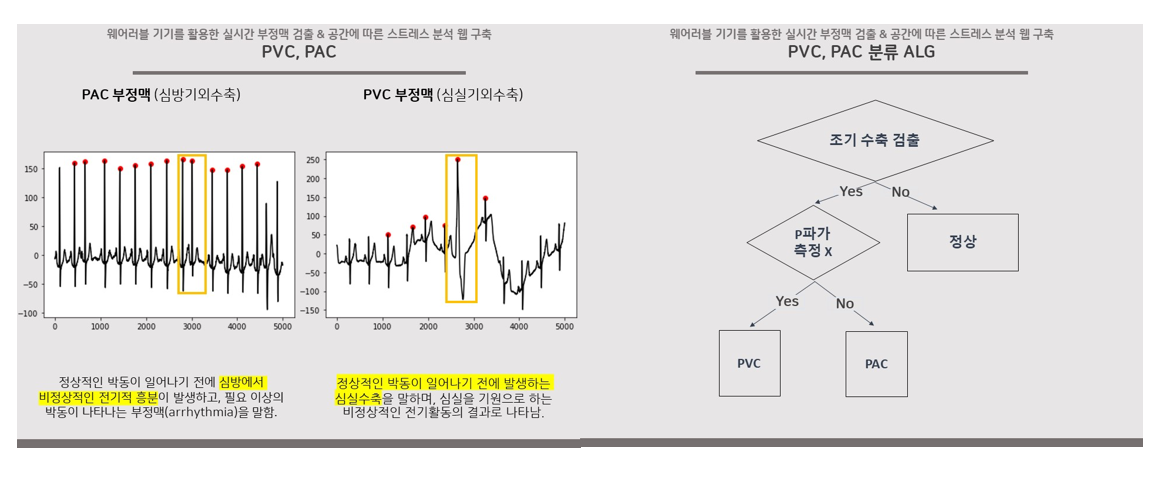 웨어러블 기기를 활용한 실시간 부정맥 검출 & 공간에 따른 스트레스 분석 웹 구축
PVC, PAC
PAC 부정맥 (심방기외수축)
PVC 부정맥 (심실기외수축)
150
100
50
0
−50
−100
0
1000
2000
3000
4000
5000
250
200
150
100
50
0
−50
−100
−150
0
1000
2000
3000
4000
5000
정상적인 박동이 일어나기 전에 심방에서
비정상적인 전기적 흥분이 발생하고, 필요 이상의
박동이 나타나는 부정맥(arrhythmia)을 말함.
정상적인 박동이 일어나기 전에 발생하는
심실수축을 말하며, 심실을 기원으로 하는
비정상적인 전기활동의 결과로 나타남.
웨어러블 기기를 활용한 실시간 부정맥 검출 & 공간에 따른 스트레스 분석 웹 구축
PVC, PAC 분류 ALG
조기 수축 검출
Yes
No
P파가
측정 X
정상
Yes
No
PVC
PAC